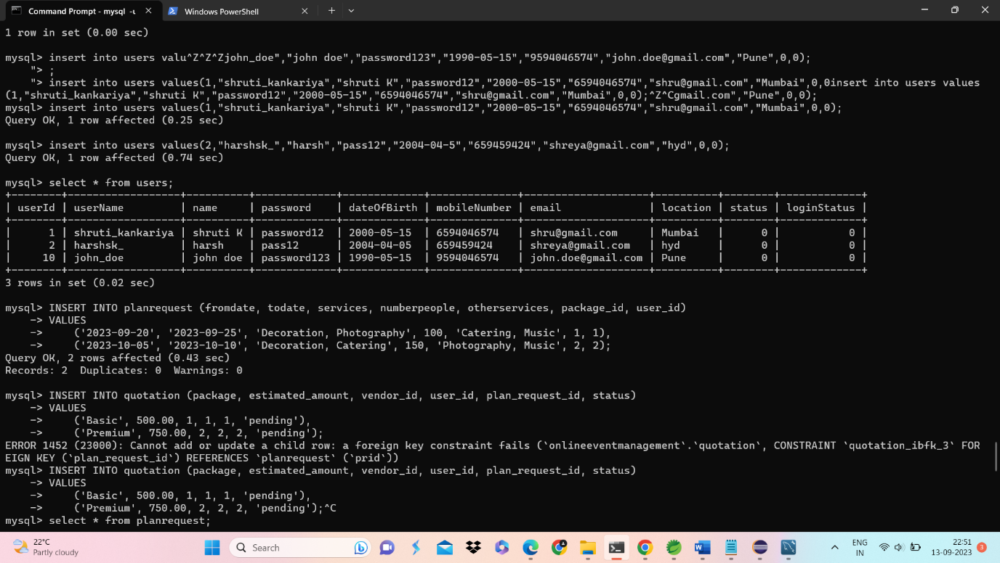 Command Prompt - mysql -u
Windows PowerShell
1 row in set (0.00 sec)
mysql> insert into users valu^Z^Z^Zjohn_doe","john doe","password123","1990-05-15","9594046574","john.doe@gmail.com","Pune",0,0);
"> ;
"> insert into users values(1,"shruti_kankariya","shruti K","password12","2000-05-15","6594046574","shru@gmail.com","Mumbai",0,0insert into users values
(1,"shruti_kankariya","shruti K","password12","2000-05-15","6594046574","shru@gmail.com","Mumbai",0,0);^Z^Cgmail.com","Pune",0,0);
mysql> insert into users values(1,"shruti_kankariya","shruti K","password12","2000-05-15","6594046574","shru@gmail.com","Mumbai",0,0);
Query OK, 1 row affected (0.25 sec)
mysql> insert into users values(2,"harshsk_","harsh","pass12","2004-04-5","659459424","shreya@gmail.com","hyd",0,0);
Query OK, 1 row affected (0.74 sec)
mysql> select * from users;
+--------+------------------+----------+-------------+-------------+--------------+--------------------+----------+--------+-------------+
| userId | userName | name | password | dateOfBirth | mobileNumber | email | location | status | loginStatus |
+--------+------------------+----------+-------------+-------------+--------------+--------------------+----------+--------+-------------+
| 1 | shruti_kankariya | shruti K | password12 | 2000-05-15 | 6594046574 | shru@gmail.com | Mumbai | 0 | 0 |
| 2 | harshsk_ | harsh | pass12 | 2004-04-05 | 659459424 | shreya@gmail.com | hyd | 0 | 0 |
| 10 | john_doe | john doe | password123 | 1990-05-15 | 9594046574 | john.doe@gmail.com | Pune | 0 | 0 |
+--------+------------------+----------+-------------+-------------+--------------+--------------------+----------+--------+-------------+
3 rows in set (0.02 sec)
mysql> INSERT INTO planrequest (fromdate, todate, services, numberpeople, otherservices, package_id, user_id)
-> VALUES
-> ('2023-09-20', '2023-09-25', 'Decoration, Photography', 100, 'Catering, Music', 1, 1),
-> ('2023-10-05', '2023-10-10', 'Decoration, Catering', 150, 'Photography, Music', 2, 2);
Query OK, 2 rows affected (0.43 sec)
Records: 2 Duplicates: 0 Warnings: 0
mysql> INSERT INTO quotation (package, estimated_amount, vendor_id, user_id, plan_request_id, status)
-> VALUES
-> ('Basic', 500.00, 1, 1, 1, 'pending'),
-> ('Premium', 750.00, 2, 2, 2, 'pending');
ERROR 1452 (23000): Cannot add or update a child row: a foreign key constraint fails (`onlineeventmanagement`.`quotation`, CONSTRAINT `quotation_ibfk_3` FOR
EIGN KEY (`plan_request_id`) REFERENCES `planrequest` (`prid`))
mysql> INSERT INTO quotation (package, estimated_amount, vendor_id, user_id, plan_request_id, status)
-> VALUES
-> ('Basic', 500.00, 1, 1, 1, 'pending'),
-> ('Premium', 750.00, 2, 2, 2, 'pending');^C
mysql> select * from planrequest;
22°C
Partly cloudy
Search
ENG
IN
22:51
13-09-2023
3